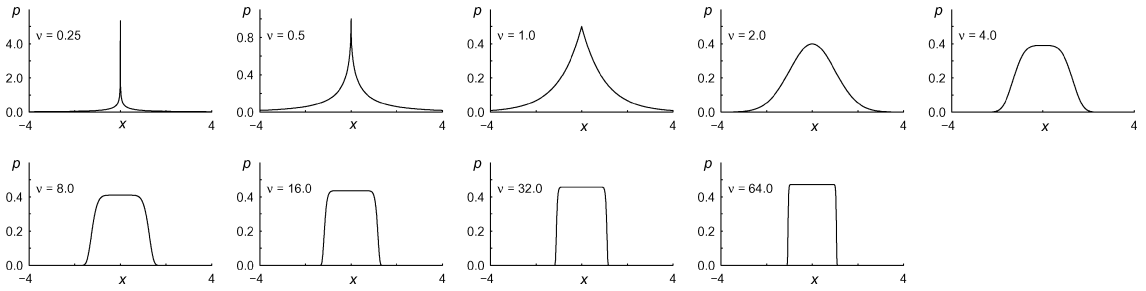 p p p p p
ν = 0.25 ν = 0.5 ν = 1.0 ν = 2.0 ν = 4.0
4.0 0.8 0.4 0.4 0.4
2.0 0.4 0.2 0.2 0.2
0.0 0.0 0.0 0.0 0.0
−4 x 4 −4 x 4 −4 x 4 −4 x 4 −4 x 4
p p p p
ν = 8.0 ν = 16.0 ν = 32.0 ν = 64.0
0.4 0.4 0.4 0.4
0.2 0.2 0.2 0.2
0.0 0.0 0.0 0.0
−4 x 4 −4 x 4 −4 x 4 −4 x 4